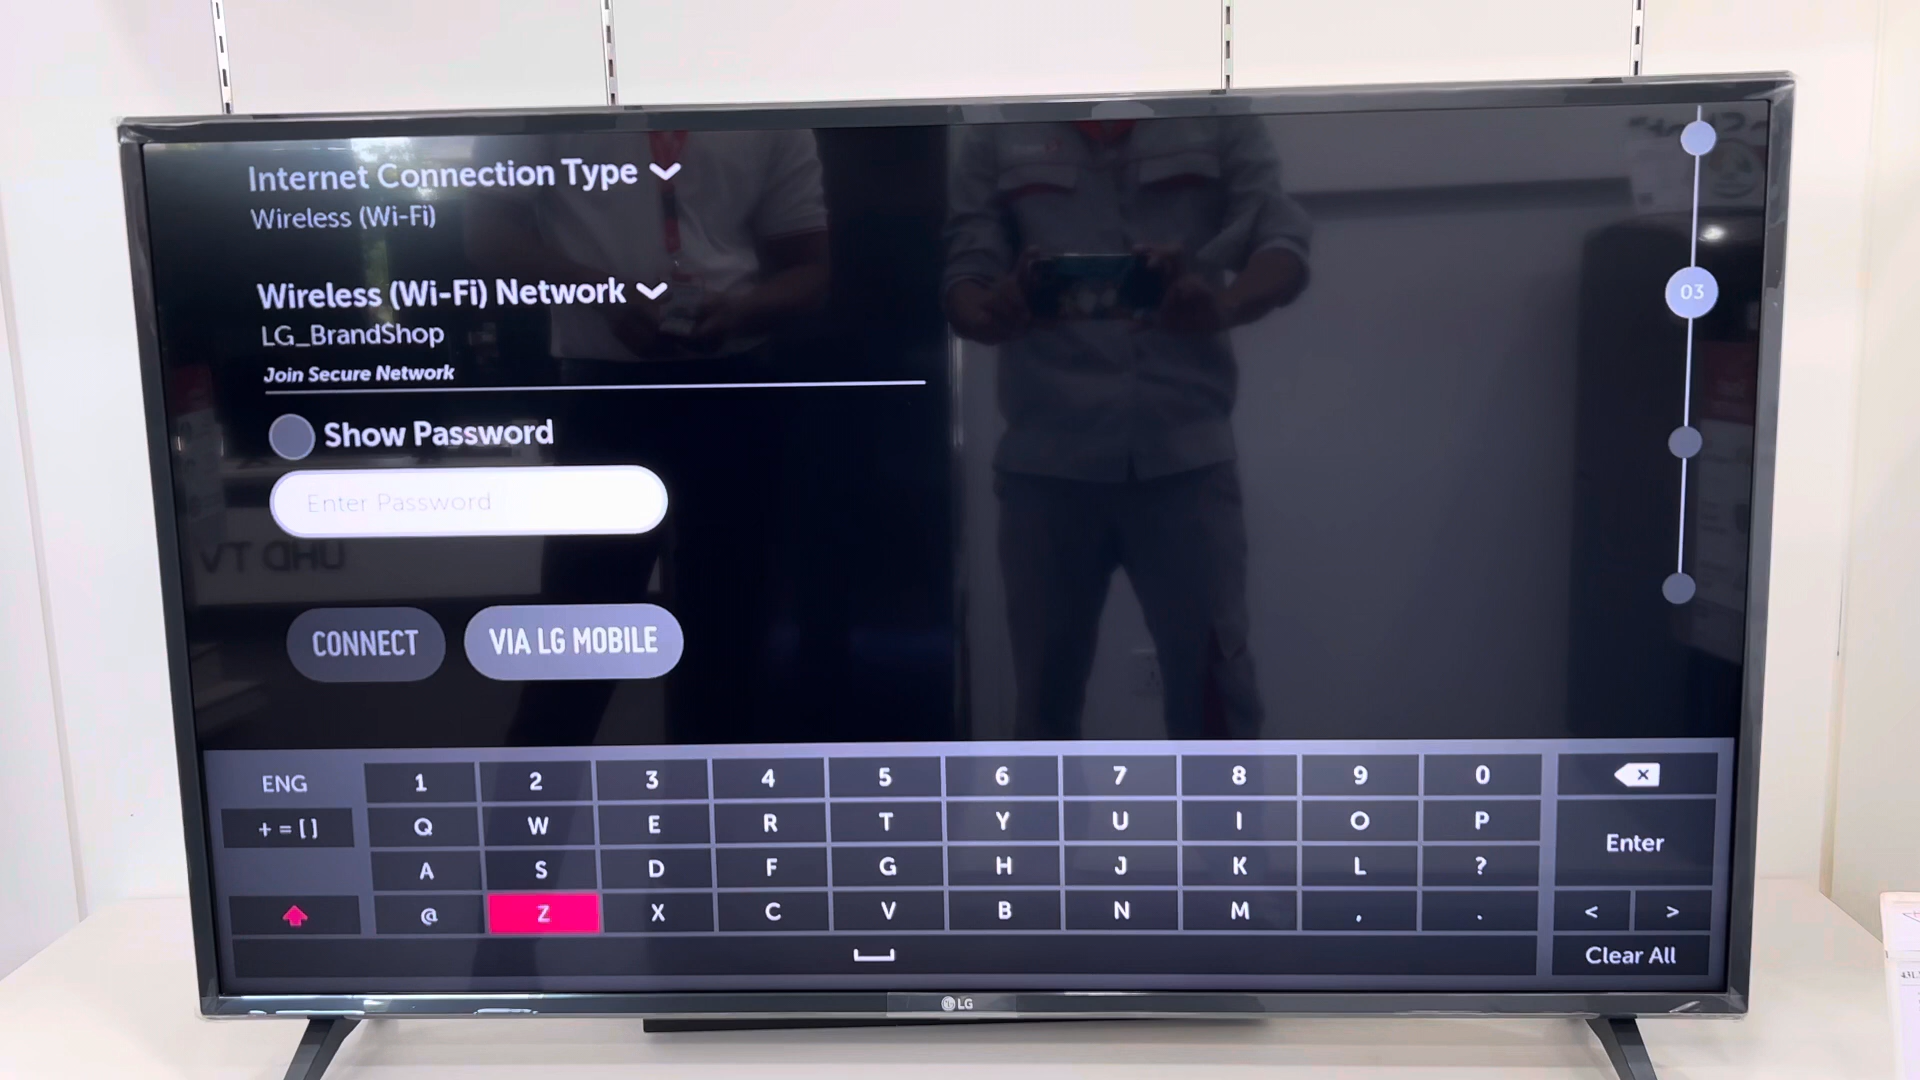 Internet Connection Type
Wireless (Wi-Fi)
Wireless (Wi-Fi) Network
LG_BrandShop
Join Secure Network
Show Password
Enter Password
UHD TV
CONNECT VIA LG MOBILE
03
ENG 1 2 3 4 5 6 7 8 9 0
+ = [ ] Q W E R T Y U I O P Enter
A S D F G H J K L ?
@ Z X C V B N M , . < >
Clear All
LG